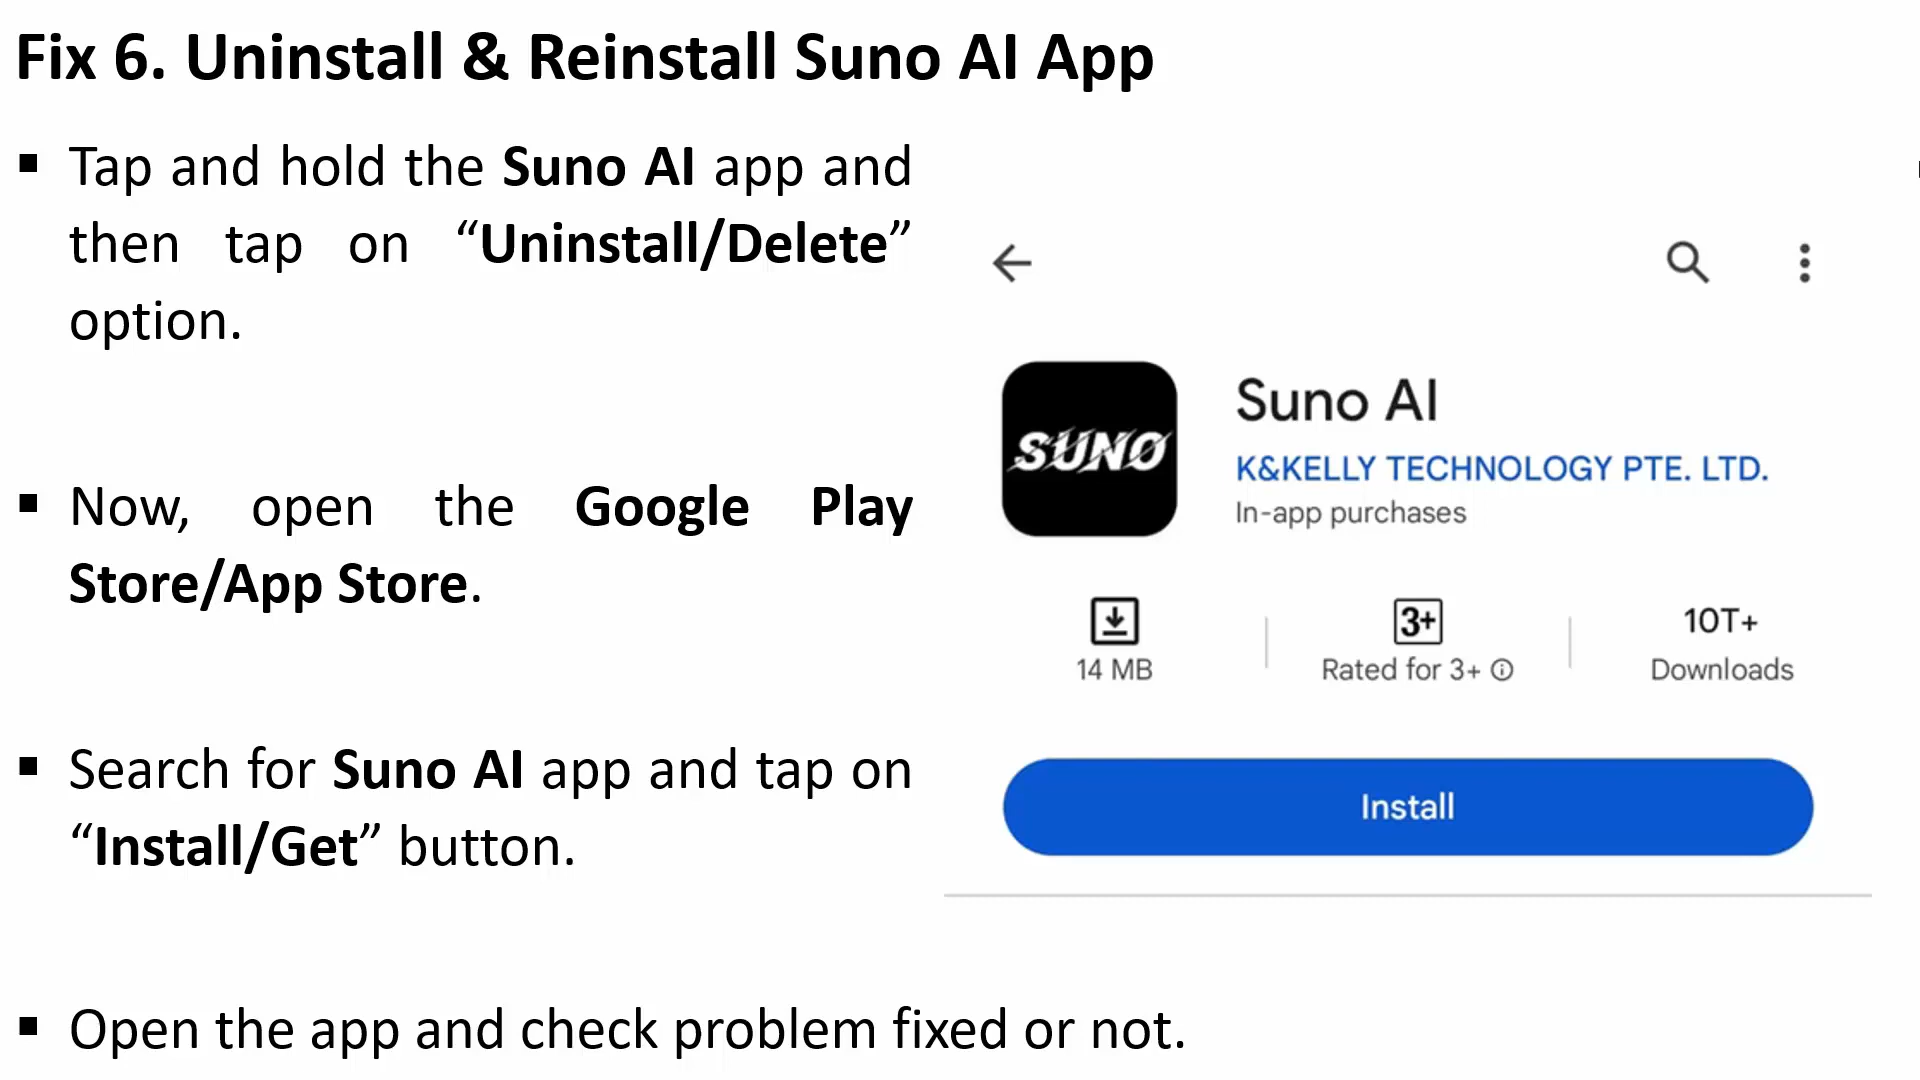 Fix 6. Uninstall & Reinstall Suno AI App
▪ Tap and hold the Suno AI app and
then tap on “Uninstall/Delete”
option.
▪ Now, open the Google Play
Store/App Store.
▪ Search for Suno AI app and tap on
“Install/Get” button.
▪ Open the app and check problem fixed or not.
SUNO
Suno AI
K&KELLY TECHNOLOGY PTE. LTD.
In-app purchases
14 MB
3+
Rated for 3+
10T+
Downloads
Install